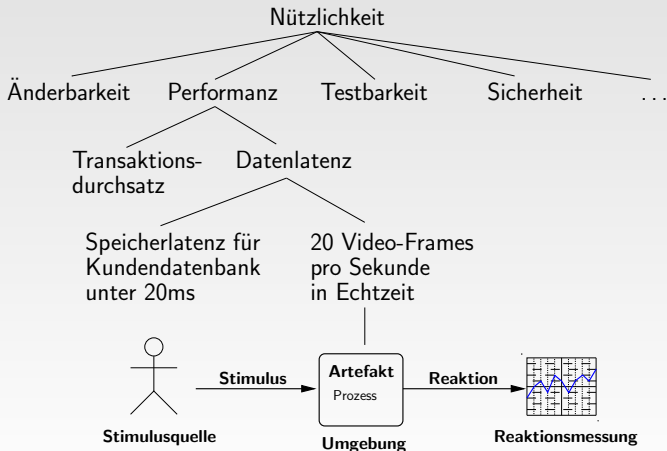 Nützlichkeit
Änderbarkeit Performanz Testbarkeit Sicherheit ...
Transaktions-
durchsatz
Datenlatenz
Speicherlatenz für
Kundendatenbank
unter 20ms
20 Video-Frames
pro Sekunde
in Echtzeit
Stimulus
Artefakt
Prozess
Reaktion
Stimulusquelle
Umgebung
Reaktionsmessung